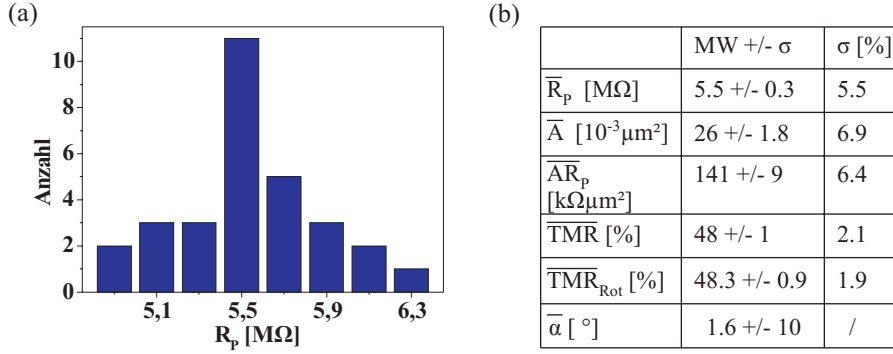 (a)
Anzahl
10
8
6
4
2
0
5,1 5,5 5,9 6,3
R_P [MΩ]
(b)
MW +/- σ σ [%]
R̅_P [MΩ] 5.5 +/- 0.3 5.5
A̅ [10⁻³µm²] 26 +/- 1.8 6.9
A̅R̅_P 141 +/- 9 6.4
[kΩµm²]
T̅M̅R̅ [%] 48 +/- 1 2.1
T̅M̅R̅_Rot [%] 48.3 +/- 0.9 1.9
α̅ [ °] 1.6 +/- 10 /